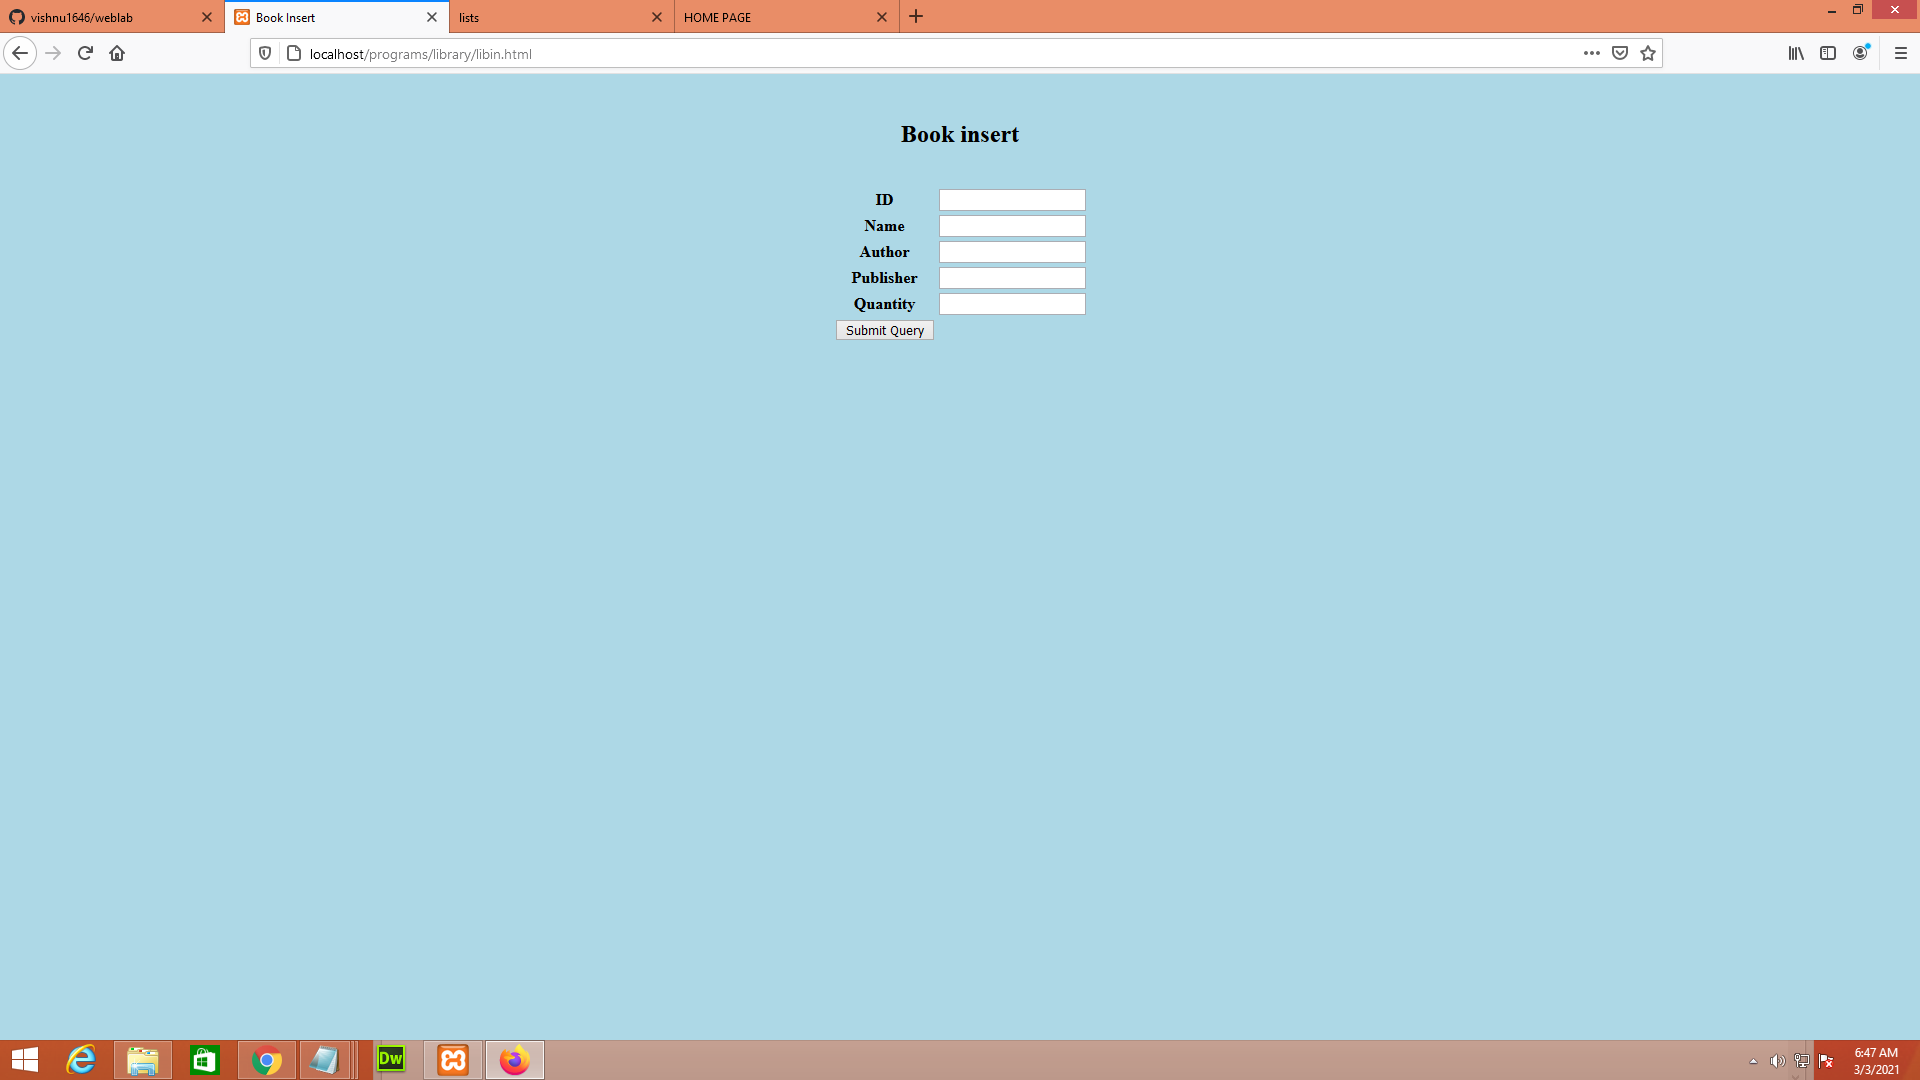 vishnu1646/weblab
Book Insert
lists
HOME PAGE
localhost/programs/library/libin.html
Book insert
ID
Name
Author
Publisher
Quantity
Submit Query
Dw
6:47 AM
3/3/2021